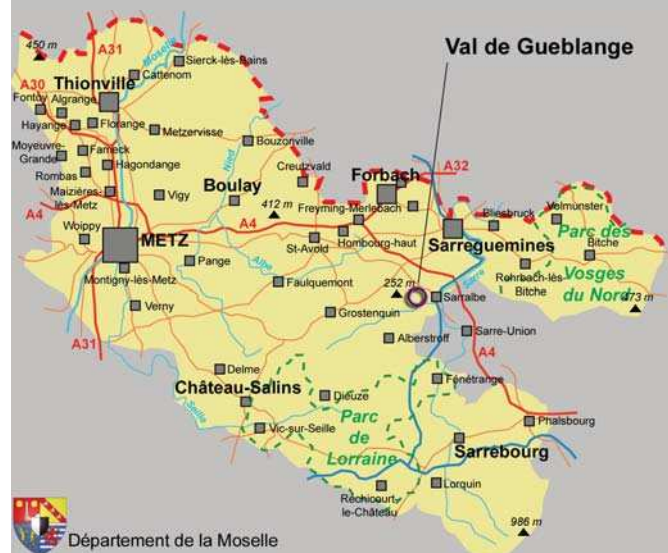 450 m
A31
Moselle
Sierck-lès-Bains
Val de Gueblange
Cattenom
Thionville
A30
Fontoy
Algrange
Hayange
Florange
Metzervisse
Moyeuvre-
Grande
Fameck
Bouzonville
Nied
Creutzvald
Rombas
Hagondange
Forbach
A32
Maizières-
lès-Metz
Vigy
Boulay
412 m
Freyming-Merlebach
Bliesbruck
Volmunster
A4
A4
Woippy
METZ
St-Avold
Hombourg-haut
Sarreguemines
Parc des
Vosges
du Nord
Bitche
Rohrbach-lès
Bitche
Montigny-lès-Metz
Pange
Faulquemont
252 m
Sarre
Sarralbe
473 m
Verny
Grostenquin
A31
Albestroff
Sarre-Union
A4
Delme
Château-Salins
Dieuze
Fénétrange
Seille
Vic-sur-Seille
Parc
de
Lorraine
Phalsbourg
Sarrebourg
Réchicourt
le-Château
Lorquin
986 m
Département de la Moselle